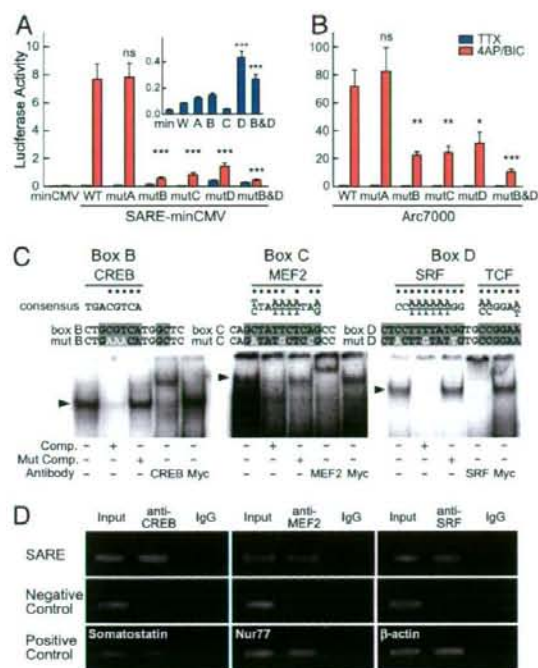 A
B
ns
TTX
4AP/BIC
ns
Luciferase Activity
10
8
6
4
2
0
0.4
0.2
0.0
min W A B C D B&D
*** ***
*** *** *** ***
100
80
60
40
20
0
** ** * ***
minCMV WT mutA mutB mutC mutD mutB&D
SARE-minCMV
WT mutA mutB mutC mutD mutB&D
Arc7000
C
Box B
Box C
Box D
CREB
MEF2
SRF
TCF
consensus
TGACGTCA
box B CTGCGTCATGGCTC
mut B
box C CAGCTATTCTCAGCC
mut C
box D CTCCTTTTATGGTGCCGGAA
mut D
Comp. - + - - - - + - - - - + - - -
Mut Comp. - - + - - - - + - - - - + - -
Antibody - - - CREB Myc - - - MEF2 Myc - - - SRF Myc
D
Input anti-CREB IgG Input anti-MEF2 IgG Input anti-SRF IgG
SARE
Negative Control
Positive Control
Somatostatin
Nur77
β-actin